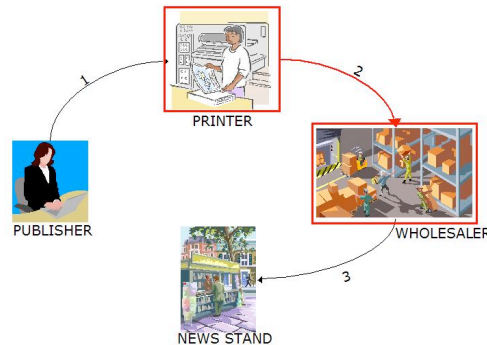 1
PRINTER
2
PUBLISHER
WHOLESALER
3
NEWS STAND